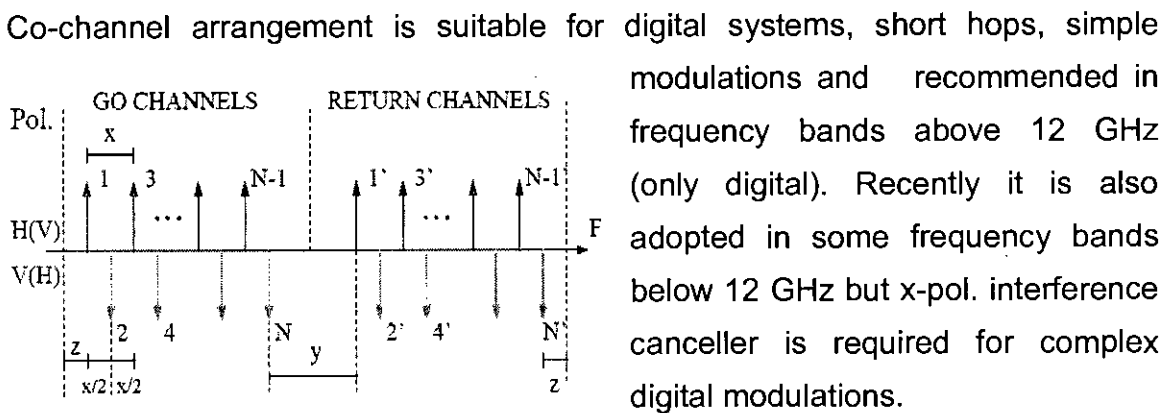 Co-channel arrangement is suitable for digital systems, short hops, simple
modulations and recommended in
frequency bands above 12 GHz
(only digital). Recently it is also
adopted in some frequency bands
below 12 GHz but x-pol. interference
canceller is required for complex
digital modulations.
GO CHANNELS RETURN CHANNELS
Pol.
x
1 3 N-1 1' 3' N-1'
... ...
H(V) F
V(H)
2 4 N 2' 4' N'
z y z
x/2 x/2